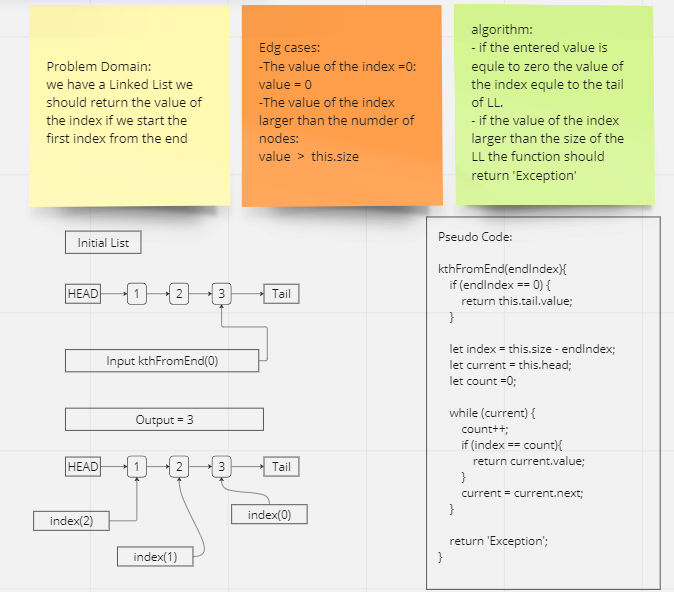 Problem Domain:
we have a Linked List we
should return the value of
the index if we start the
first index from the end
Edg cases:
-The value of the index =0:
value = 0
-The value of the index
larger than the numder of
nodes:
value  >  this.size
algorithm:
- if the entered value is
equle to zero the value of
the index equle to the tail
of LL.
- if the value of the index
larger than the size of the
LL the function should
return 'Exception'
Initial List
HEAD 1 2 3 Tail
Input kthFromEnd(0)
Output = 3
HEAD 1 2 3 Tail
index(2)
index(0)
index(1)
Pseudo Code:
kthFromEnd(endIndex){
if (endIndex == 0) {
return this.tail.value;
}
let index = this.size - endIndex;
let current = this.head;
let count =0;
while (current) {
count++;
if (index == count){
return current.value;
}
current = current.next;
}
return 'Exception';
}